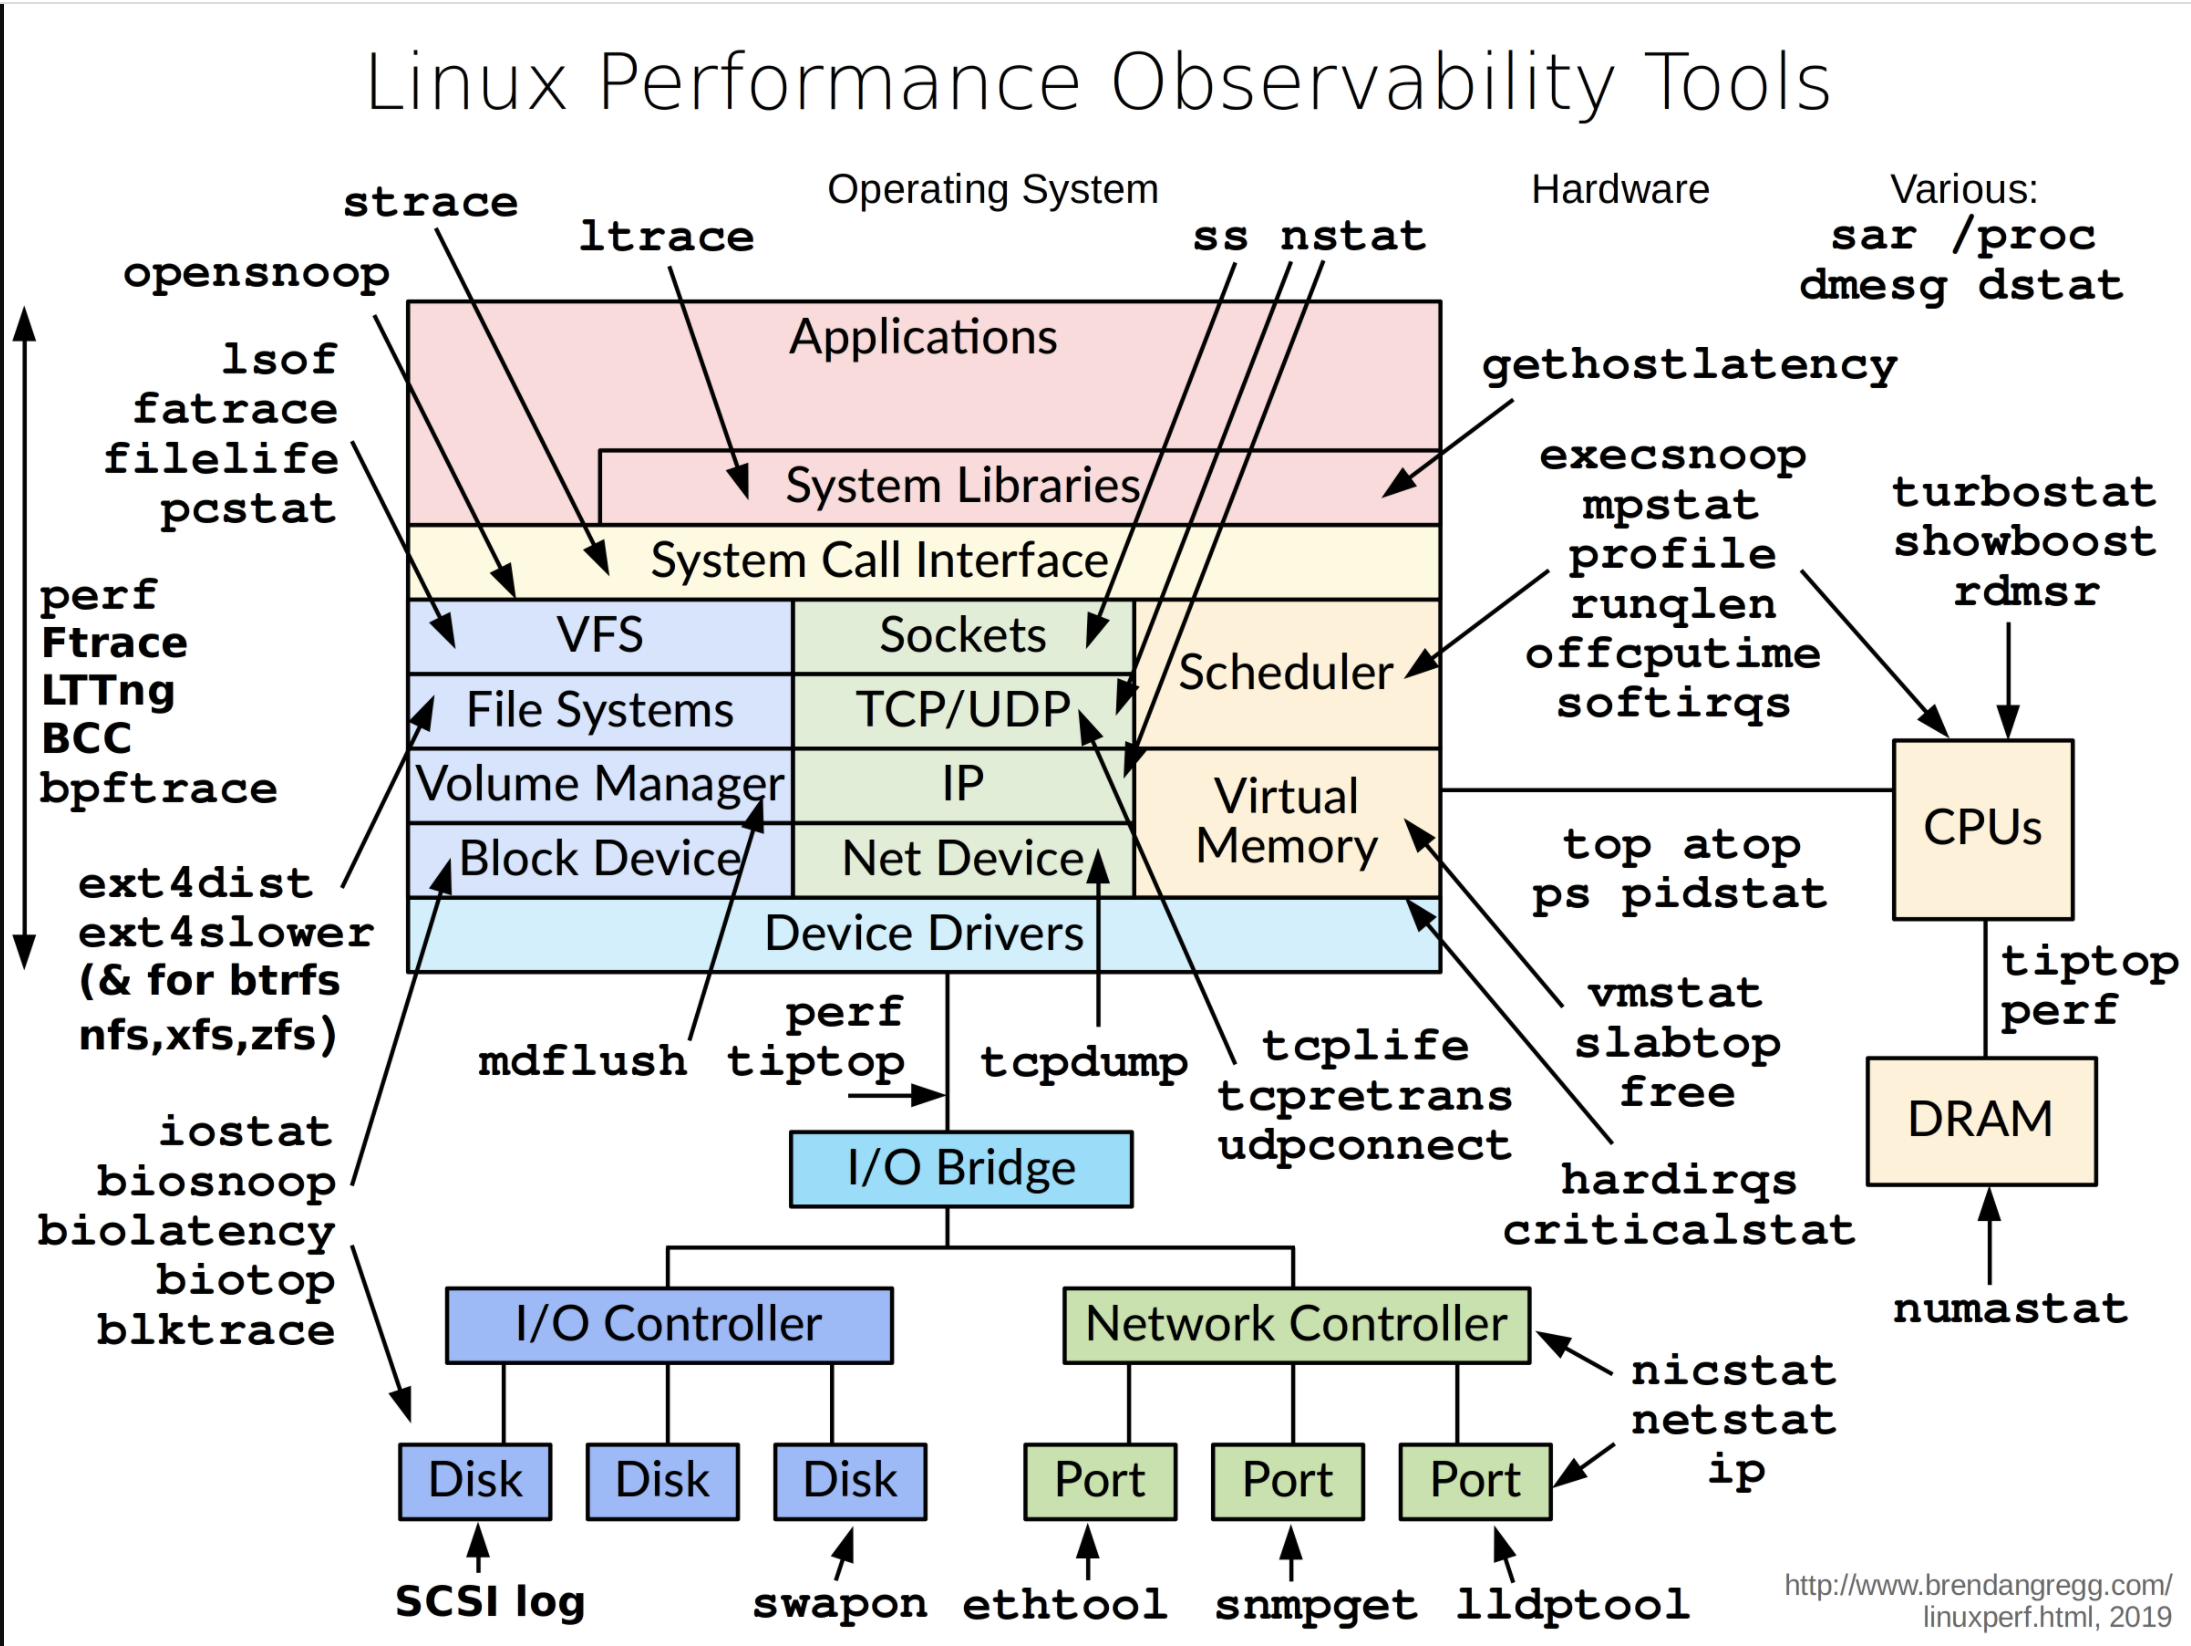 Linux Performance Observability Tools
Operating System
Hardware
Various:
sar /proc
dmesg dstat
strace
ltrace
ss nstat
opensnoop
lsof
fatrace
filelife
pcstat
perf
Ftrace
LTTng
BCC
bpftrace
ext4dist
ext4slower
(& for btrfs
nfs,xfs,zfs)
iostat
biosnoop
biolatency
biotop
blktrace
Applications
System Libraries
System Call Interface
VFS
Sockets
Scheduler
File Systems
TCP/UDP
Volume Manager
IP
Virtual
Memory
Block Device
Net Device
Device Drivers
gethostlatency
execsnoop
mpstat
profile
runqlen
offcputime
softirqs
turbostat
showboost
rdmsr
CPUs
top atop
ps pidstat
tiptop
perf
DRAM
numastat
vmstat
slabtop
free
hardirqs
criticalstat
mdflush
perf
tiptop
tcpdump
tcplife
tcpretrans
udpconnect
I/O Bridge
I/O Controller
Network Controller
nicstat
netstat
ip
Disk
Disk
Disk
Port
Port
Port
SCSI log
swapon
ethtool
snmpget
lldptool
http://www.brendangregg.com/
linuxperf.html, 2019